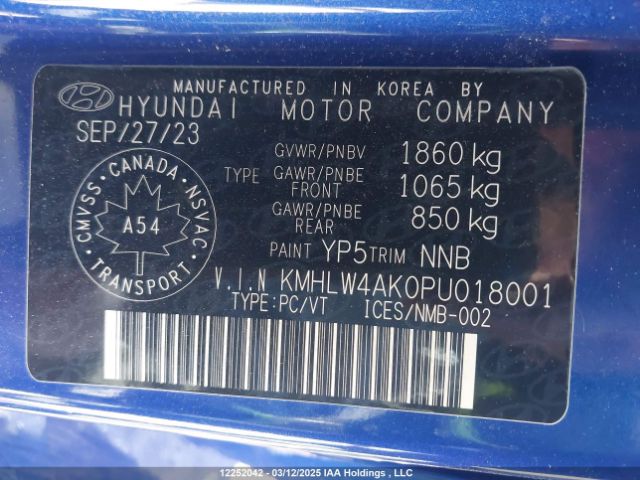 MANUFACTURED IN KOREA BY
HYUNDAI MOTOR COMPANY
SEP/27/23
GVWR/PNBV 1860 kg
TYPE GAWR/PNBE FRONT 1065 kg
GAWR/PNBE REAR 850 kg
PAINT YP5 TRIM NNB
CANADA
CMVSS NSVAC
A54
TRANSPORT
V.I.N KMHLW4AK0PU018001
TYPE:PC/VT ICES/NMB-002
12252042 - 03/12/2025 IAA Holdings , LLC